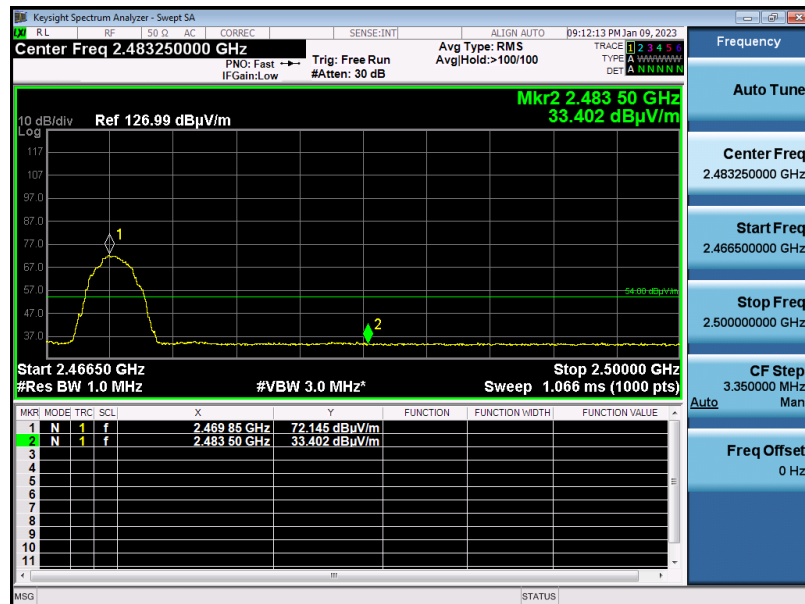 Keysight Spectrum Analyzer - Swept SA
LXI RL RF 50 Ω AC CORREC SENSE:INT ALIGN AUTO 09:12:13 PM Jan 09, 2023
Center Freq 2.483250000 GHz
PNO: Fast
IFGain:Low
Trig: Free Run
#Atten: 30 dB
Avg Type: RMS
Avg|Hold:>100/100
TRACE 1 2 3 4 5 6
TYPE A WWWWW
DET A N N N N N
Mkr2 2.483 50 GHz
33.402 dBµV/m
10 dB/div Ref 126.99 dBµV/m
Log
117
107
97.0
87.0
77.0
67.0
57.0
47.0
37.0
1
2
54.00 dBµV/m
Start 2.46650 GHz Stop 2.50000 GHz
#Res BW 1.0 MHz #VBW 3.0 MHz* Sweep 1.066 ms (1000 pts)
MKR MODE TRC SCL X Y FUNCTION FUNCTION WIDTH FUNCTION VALUE
1 N 1 f 2.469 85 GHz 72.145 dBµV/m
2 N 1 f 2.483 50 GHz 33.402 dBµV/m
3
4
5
6
7
8
9
10
11
MSG STATUS
Frequency
Auto Tune
Center Freq
2.483250000 GHz
Start Freq
2.466500000 GHz
Stop Freq
2.500000000 GHz
CF Step
3.350000 MHz
Auto Man
Freq Offset
0 Hz